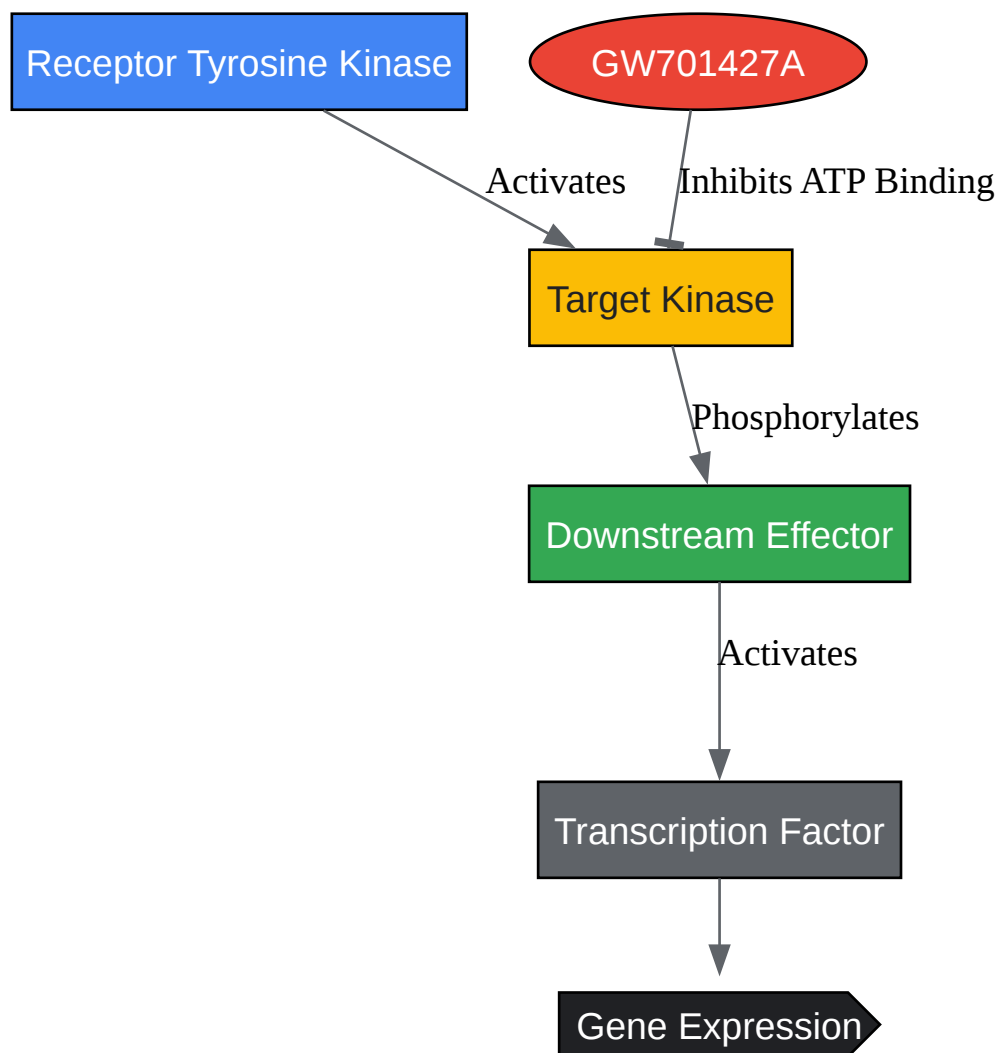 Receptor Tyrosine Kinase
GW701427A
Activates
Inhibits ATP Binding
Target Kinase
Phosphorylates
Downstream Effector
Activates
Transcription Factor
Gene Expression